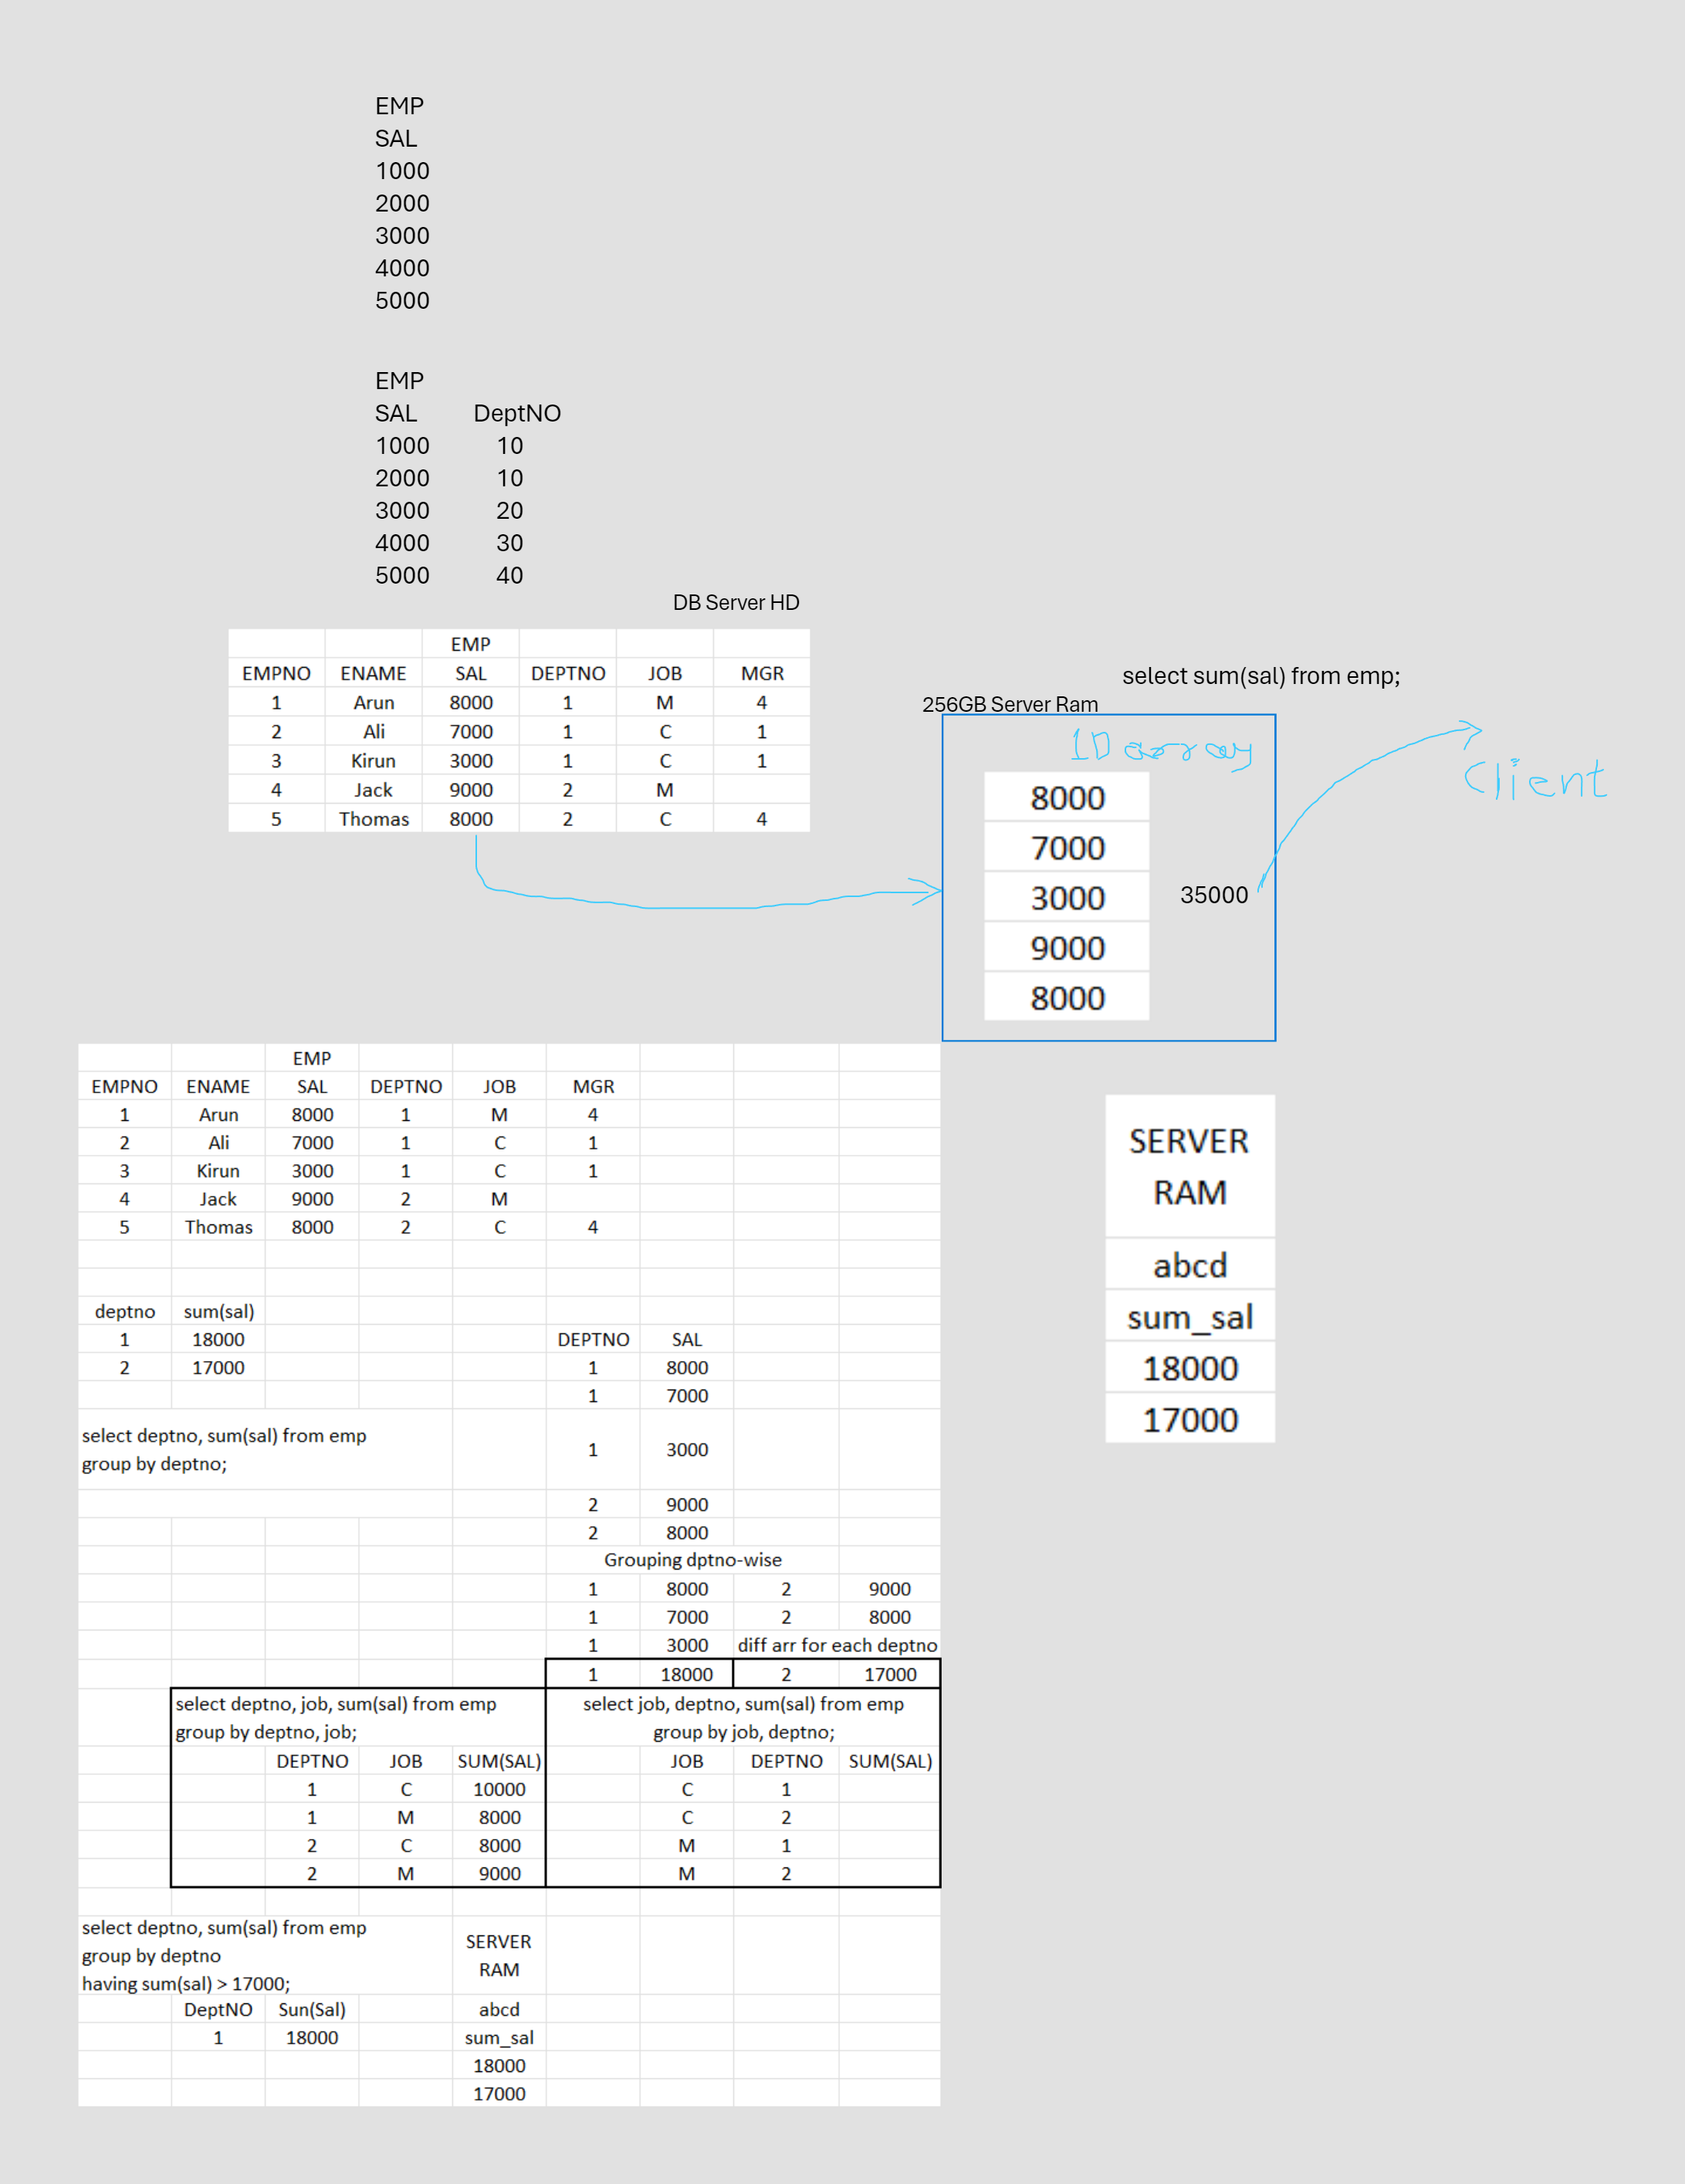 EMP
SAL
1000
2000
3000
4000
5000
EMP
SAL DeptNO
1000 10
2000 10
3000 20
4000 30
5000 40
DB Server HD
EMP
EMPNO ENAME SAL DEPTNO JOB MGR
1 Arun 8000 1 M 4
2 Ali 7000 1 C 1
3 Kirun 3000 1 C 1
4 Jack 9000 2 M
5 Thomas 8000 2 C 4
select sum(sal) from emp;
256GB Server Ram
1D array
8000
7000
3000
9000
8000
35000
Client
EMP
EMPNO ENAME SAL DEPTNO JOB MGR
1 Arun 8000 1 M 4
2 Ali 7000 1 C 1
3 Kirun 3000 1 C 1
4 Jack 9000 2 M
5 Thomas 8000 2 C 4
deptno sum(sal)
1 18000
2 17000
select deptno, sum(sal) from emp
group by deptno;
DEPTNO SAL
1 8000
1 7000
1 3000
2 9000
2 8000
Grouping dptno-wise
1 8000 2 9000
1 7000 2 8000
1 3000 diff arr for each deptno
1 18000 2 17000
select deptno, job, sum(sal) from emp
group by deptno, job;
DEPTNO JOB SUM(SAL)
1 C 10000
1 M 8000
2 C 8000
2 M 9000
select job, deptno, sum(sal) from emp
group by job, deptno;
JOB DEPTNO SUM(SAL)
C 1
C 2
M 1
M 2
select deptno, sum(sal) from emp
group by deptno
having sum(sal) > 17000;
DeptNO Sun(Sal)
1 18000
SERVER
RAM
abcd
sum_sal
18000
17000
SERVER
RAM
abcd
sum_sal
18000
17000